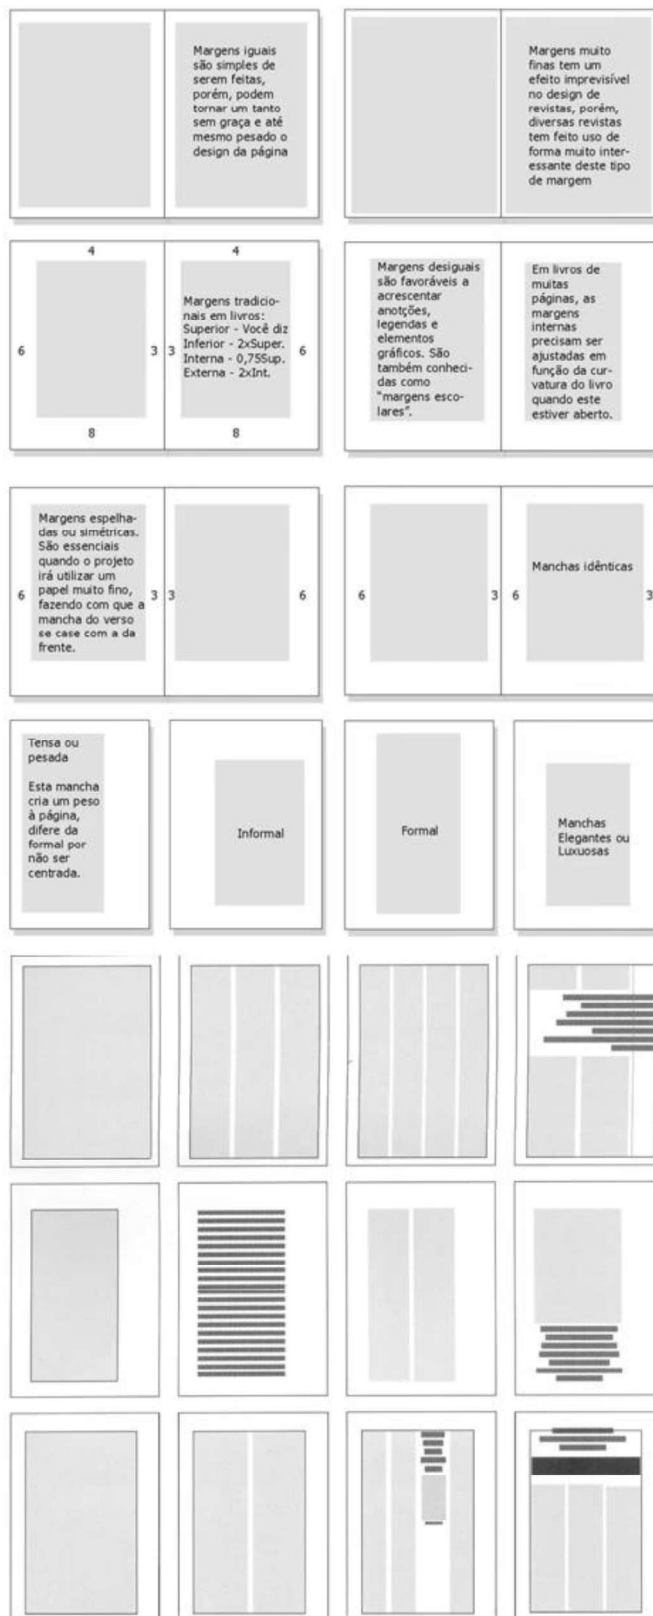 Margens iguais
são simples de
serem feitas,
porém, podem
tornar um tanto
sem graça e até
mesmo pesado o
design da página
Margens muito
finas tem um
efeito imprevisível
no design de
revistas, porém,
diversas revistas
tem feito uso de
forma muito inter-
essante deste tipo
de margem
4
4
Margens tradicio-
nais em livros:
Superior - Você diz
Inferior - 2xSuper.
Interna - 0,75Sup.
Externa - 2xInt.
6
3
3
6
8
8
Margens desiguais
são favoráveis a
acrescentar
anotções,
legendas e
elementos
gráficos. São
também conheci-
das como
"margens esco-
lares".
Em livros de
muitas
páginas, as
margens
internas
precisam ser
ajustadas em
função da cur-
vatura do livro
quando este
estiver aberto.
Margens espelha-
das ou simétricas.
São essenciais
quando o projeto
irá utilizar um
papel muito fino,
fazendo com que a
mancha do verso
se case com a da
frente.
6
3
3
6
Manchas idênticas
6
3
6
3
Tensa ou
pesada
Esta mancha
cria um peso
à página,
difere da
formal por
não ser
centrada.
Informal
Formal
Manchas
Elegantes ou
Luxuosas